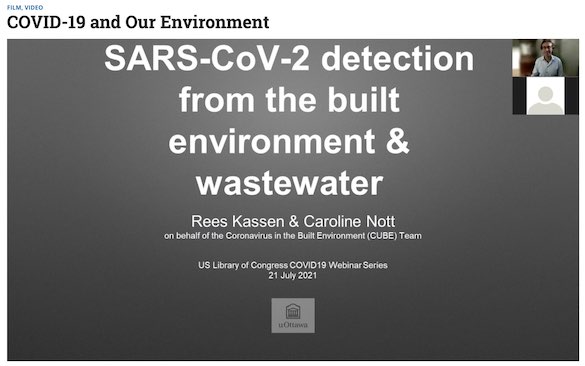 FILM, VIDEO
COVID-19 and Our Environment
SARS-CoV-2 detection
from the built
environment &
wastewater
Rees Kassen & Caroline Nott
on behalf of the Coronavirus in the Built Environment (CUBE) Team
US Library of Congress COVID19 Webinar Series
21 July 2021
uOttawa